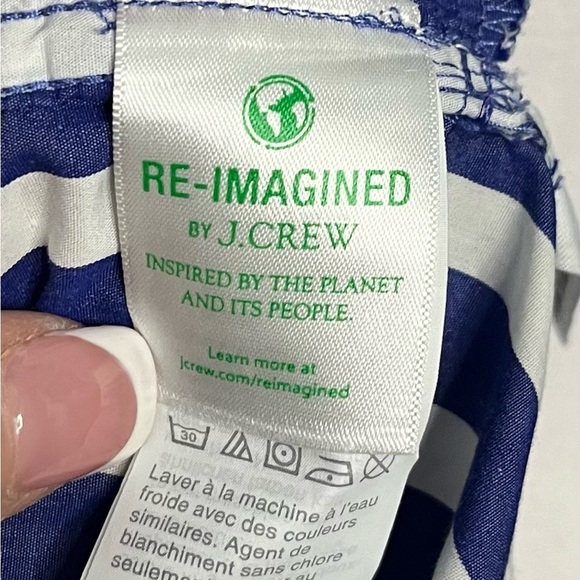 RE-IMAGINED
BY J.CREW
INSPIRED BY THE PLANET
AND ITS PEOPLE.
Learn more at
jcrew.com/reimagined
30
Laver à la machine à l'eau
froide avec des couleurs
similaires. Agent de
blanchiment sans chlore
seulement